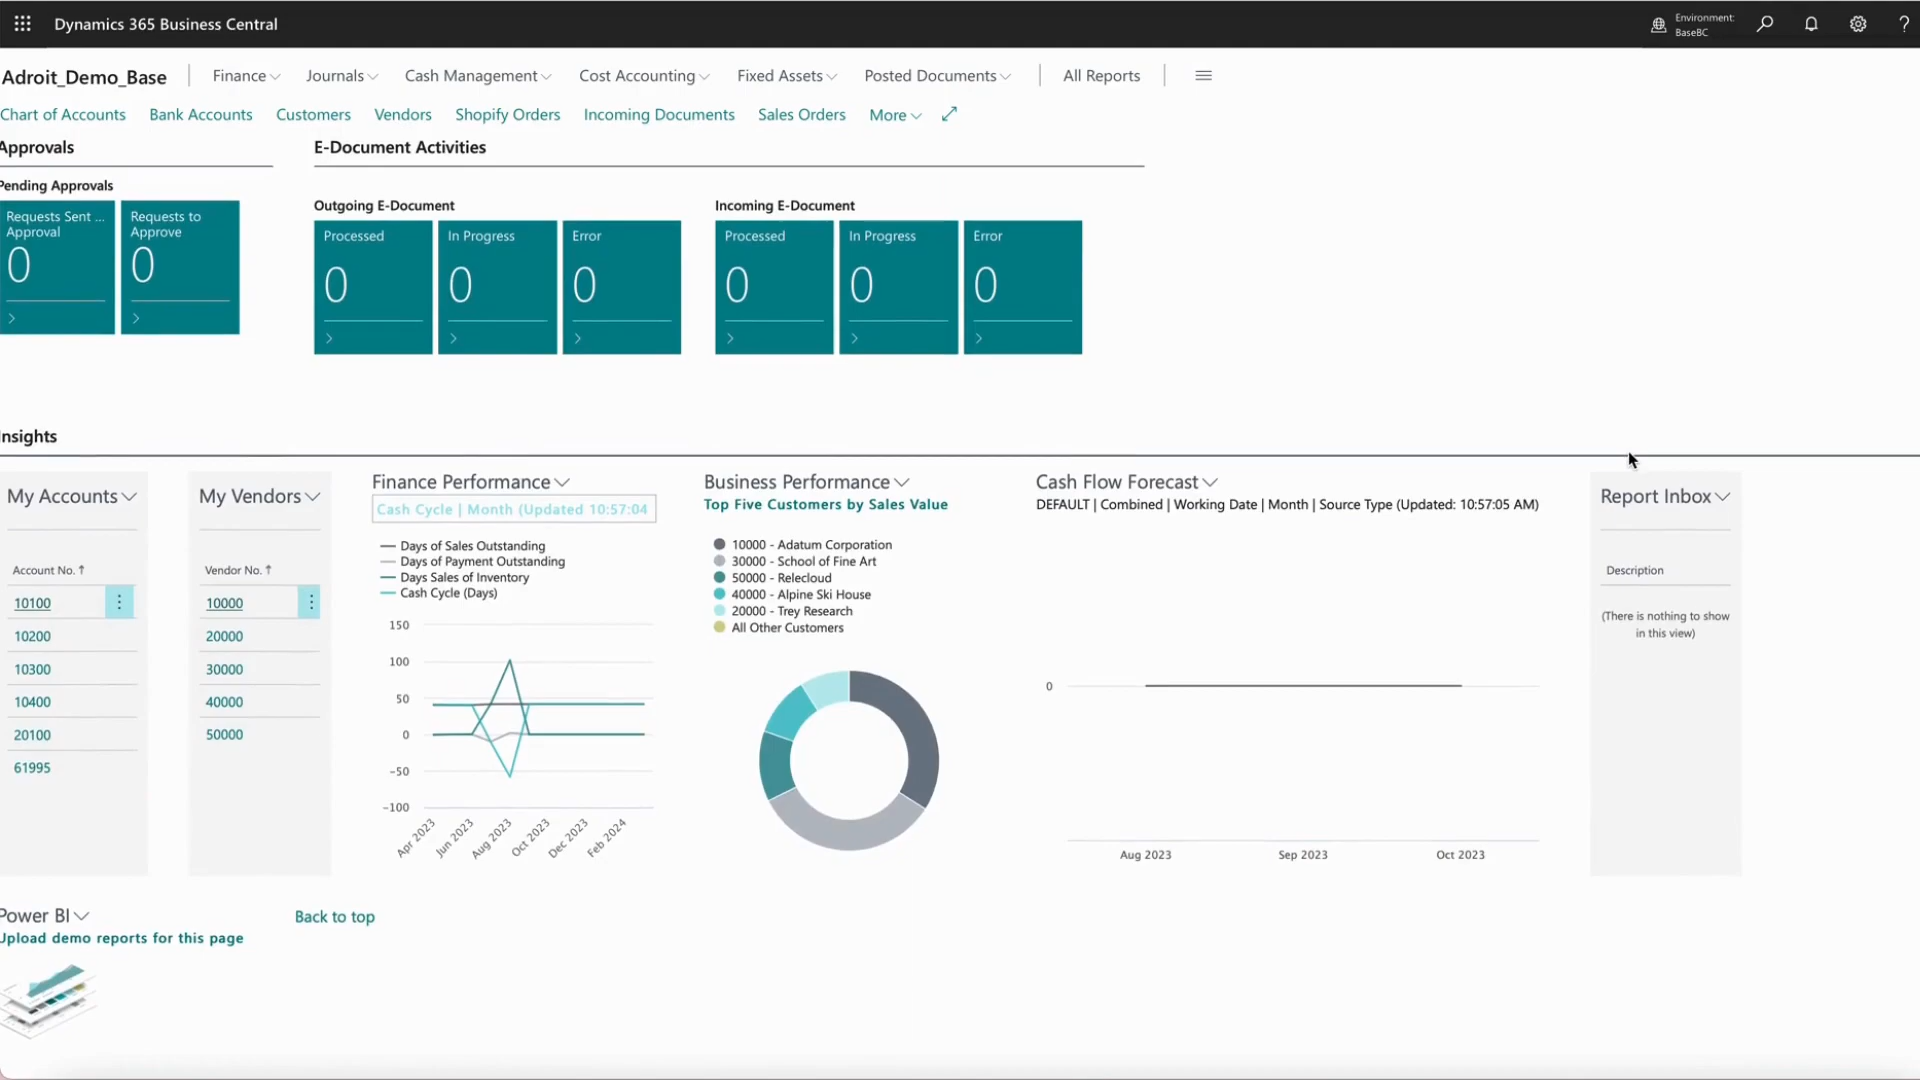 Dynamics 365 Business Central
Environment:
BaseBC
?
Adroit_Demo_Base
Finance
Journals
Cash Management
Cost Accounting
Fixed Assets
Posted Documents
All Reports
Chart of Accounts
Bank Accounts
Customers
Vendors
Shopify Orders
Incoming Documents
Sales Orders
More
Approvals
E-Document Activities
Pending Approvals
Requests Sent ...
Approval
0
Requests to
Approve
0
Outgoing E-Document
Processed
0
In Progress
0
Error
0
Incoming E-Document
Processed
0
In Progress
0
Error
0
Insights
My Accounts
Account No. ↑
10100
10200
10300
10400
20100
61995
My Vendors
Vendor No. ↑
10000
20000
30000
40000
50000
Finance Performance
Cash Cycle | Month (Updated 10:57:04
Days of Sales Outstanding
Days of Payment Outstanding
Days Sales of Inventory
Cash Cycle (Days)
150
100
50
0
−50
−100
Apr 2023
Jun 2023
Aug 2023
Oct 2023
Dec 2023
Feb 2024
Business Performance
Top Five Customers by Sales Value
10000 - Adatum Corporation
30000 - School of Fine Art
50000 - Relecloud
40000 - Alpine Ski House
20000 - Trey Research
All Other Customers
Cash Flow Forecast
DEFAULT | Combined | Working Date | Month | Source Type (Updated: 10:57:05 AM)
0
Aug 2023
Sep 2023
Oct 2023
Report Inbox
Description
(There is nothing to show
in this view)
Power BI
Upload demo reports for this page
Back to top